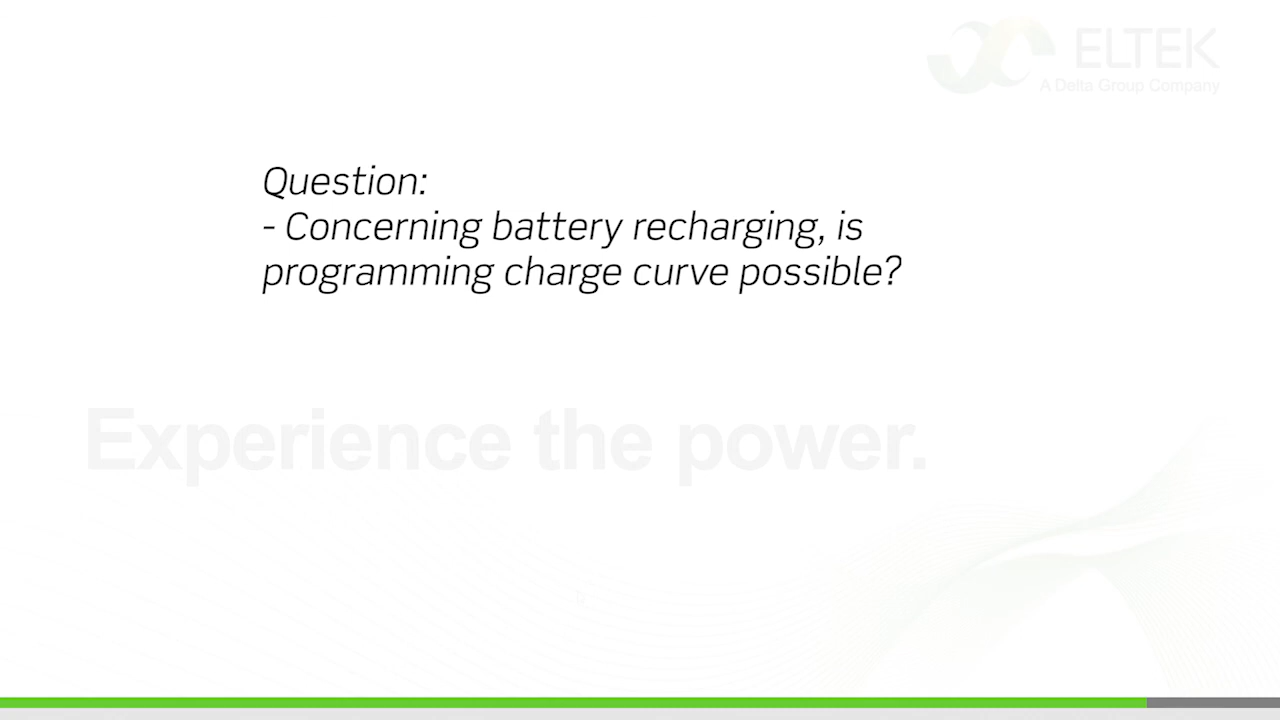 ELTEK
A Delta Group Company
Question:
- Concerning battery recharging, is
programming charge curve possible?
Experience the power.